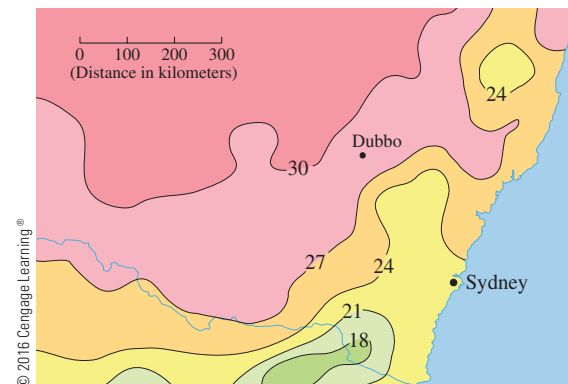 0 100 200 300
(Distance in kilometers)
24
Dubbo
30
27
24
Sydney
21
18
© 2016 Cengage Learning ®